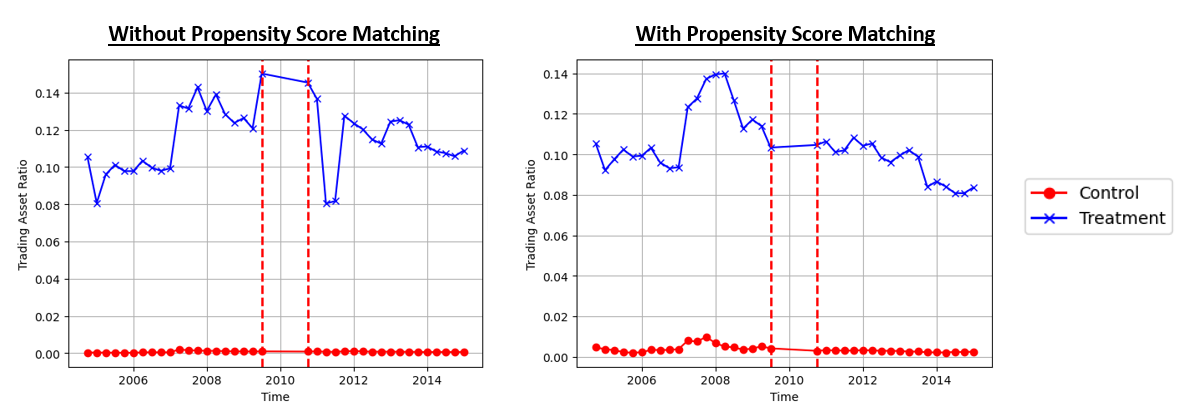 Without Propensity Score Matching
Trading Asset Ratio
0.14
0.12
0.10
0.08
0.06
0.04
0.02
0.00
2006 2008 2010 2012 2014
Time
With Propensity Score Matching
Trading Asset Ratio
0.14
0.12
0.10
0.08
0.06
0.04
0.02
0.00
2006 2008 2010 2012 2014
Time
Control
Treatment